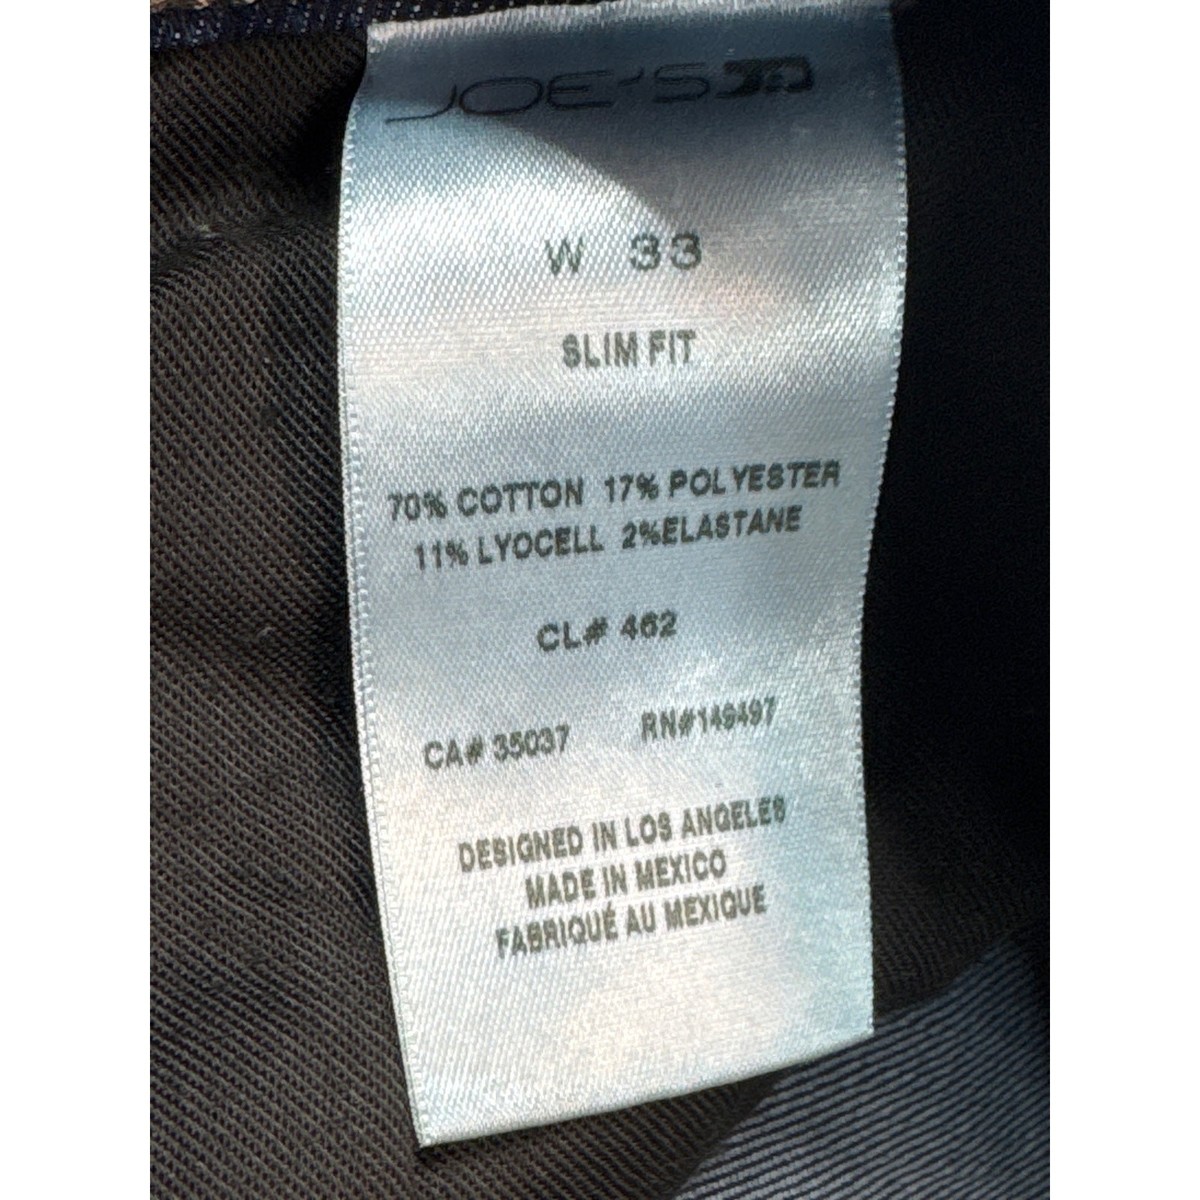 JOE'S
W 33
SLIM FIT
70% COTTON 17% POLYESTER
11% LYOCELL 2%ELASTANE
CL# 462
CA# 35037 RN#149497
DESIGNED IN LOS ANGELES
MADE IN MEXICO
FABRIQUÉ AU MEXIQUE